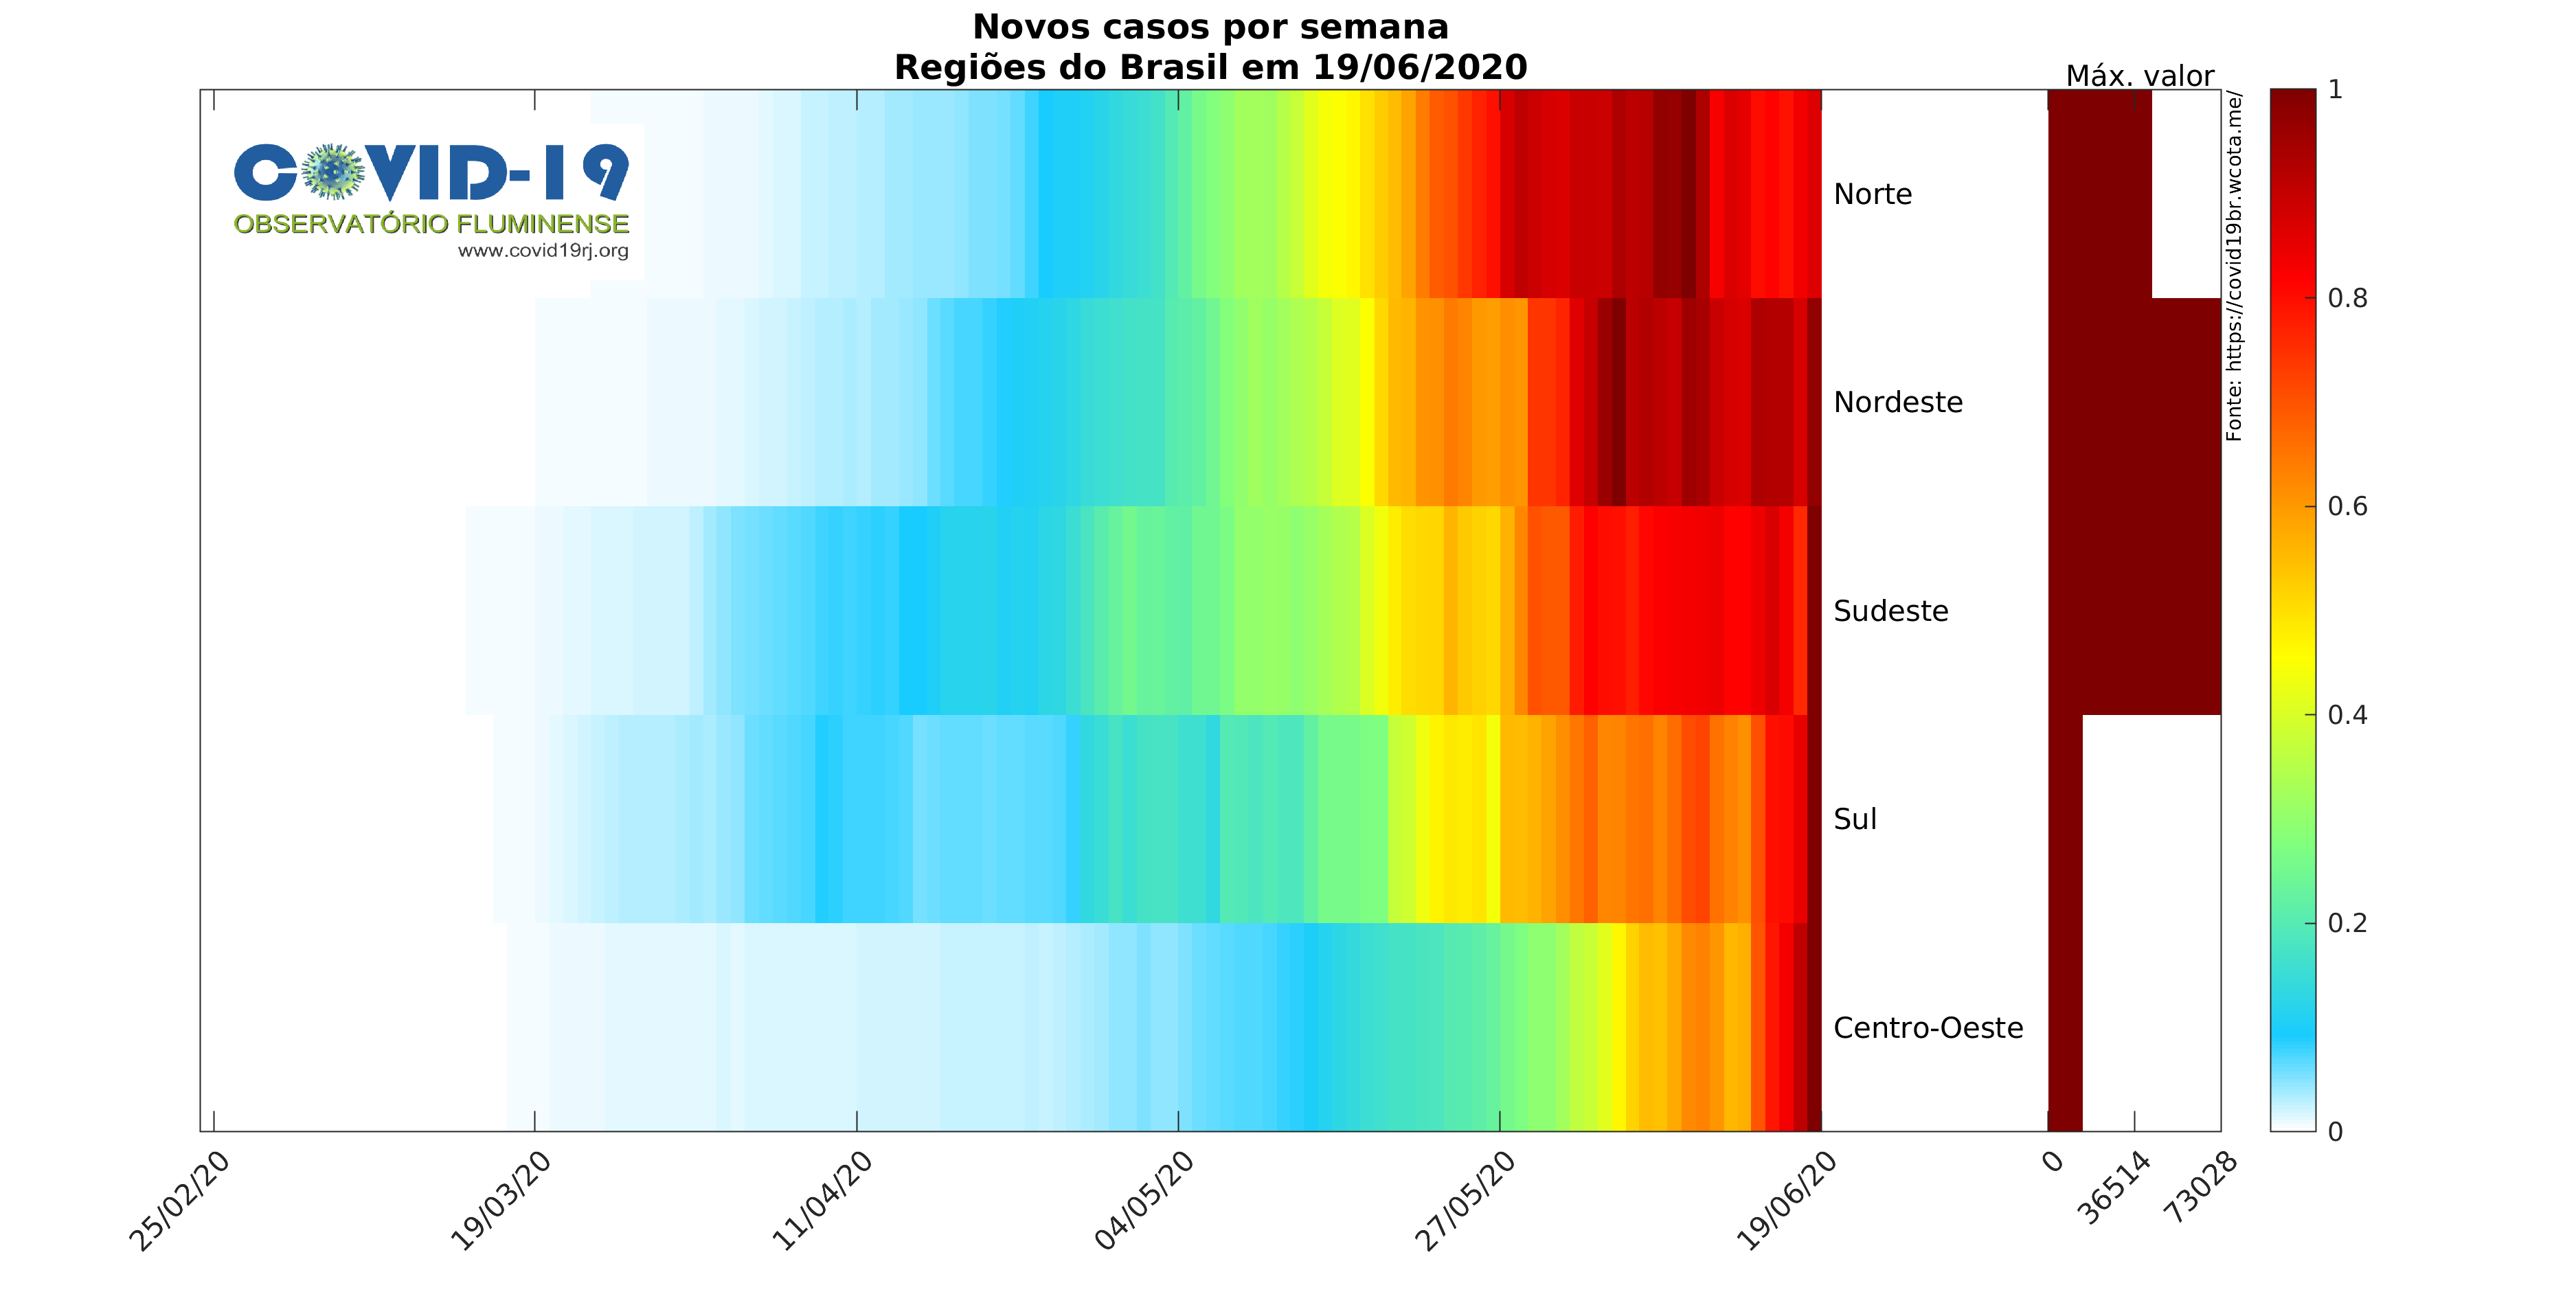 Novos casos por semana
Regiões do Brasil em 19/06/2020
Máx. valor
COVID-19
OBSERVATÓRIO FLUMINENSE
www.covid19rj.org
Norte
Nordeste
Sudeste
Sul
Centro-Oeste
Fonte: https://covid19br.wcota.me/
1
0.8
0.6
0.4
0.2
0
25/02/20
19/03/20
11/04/20
04/05/20
27/05/20
19/06/20
0
36514
73028